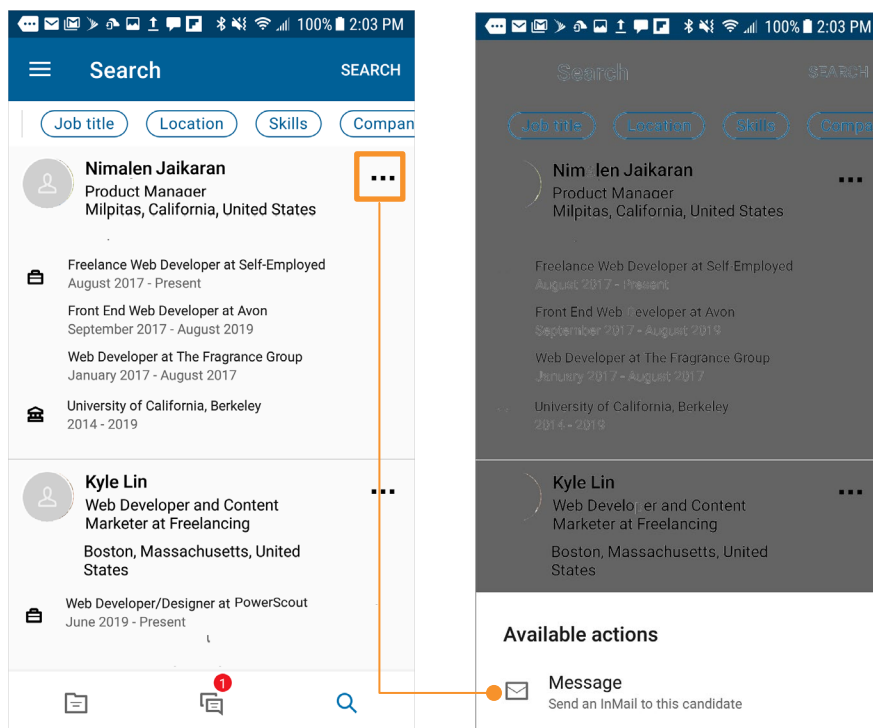 100% 2:03 PM
Search
SEARCH
Job title
Location
Skills
Compan
Nimalen Jaikaran
Product Manager
Milpitas, California, United States
Freelance Web Developer at Self-Employed
August 2017 - Present
Front End Web Developer at Avon
September 2017 - August 2019
Web Developer at The Fragrance Group
January 2017 - August 2017
University of California, Berkeley
2014 - 2019
Kyle Lin
Web Developer and Content
Marketer at Freelancing
Boston, Massachusetts, United
States
Web Developer/Designer at PowerScout
June 2019 - Present
1
100% 2:03 PM
Search
SEARCH
Job title
Location
Skills
Compa
Nim len Jaikaran
Product Manager
Milpitas, California, United States
Freelance Web Developer at Self Employed
August 2017 - Present
Front End Web eveloper at Avon
September 2017 - August 2019
Web Developer at The Fragrance Group
January 2017 - August 2017
University of California, Berkeley
2014 - 2019
Kyle Lin
Web Develo er and Content
Marketer at Freelancing
Boston, Massachusetts, United
States
Available actions
Message
Send an InMail to this candidate